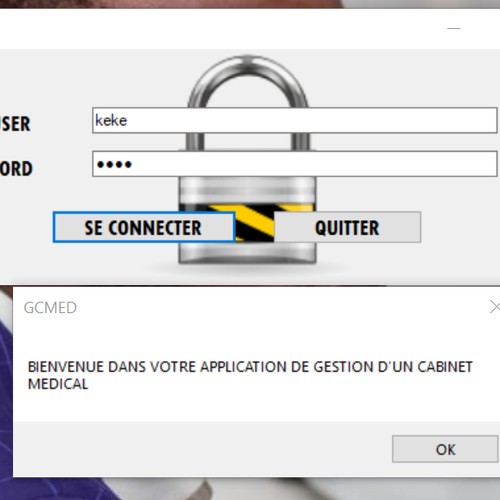 USER
keke
ORD
••••
SE CONNECTER
QUITTER
GCMED
BIENVENUE DANS VOTRE APPLICATION DE GESTION D'UN CABINET
MEDICAL
OK